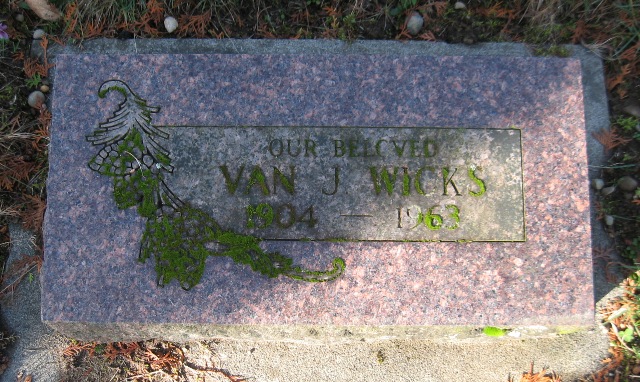 OUR BELOVED
VAN J. WICKS
1904 — 1963